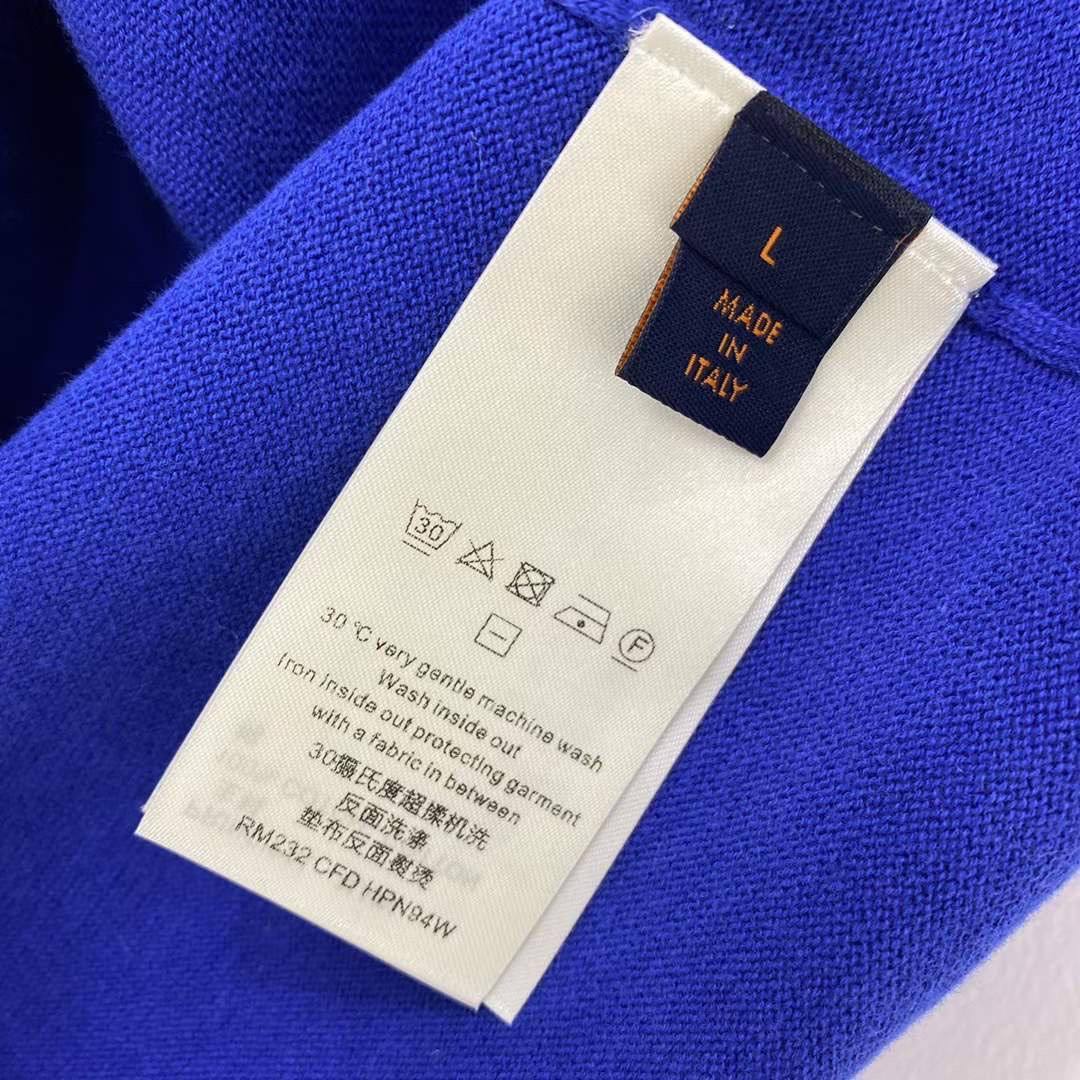 L
MADE
IN
ITALY
30
F
30 °C very gentle machine wash
Wash inside out
Iron inside out protecting garment
with a fabric in between
30摄氏度超柔机洗
反面洗涤
垫布反面熨烫
RM232 CFD HPN94W